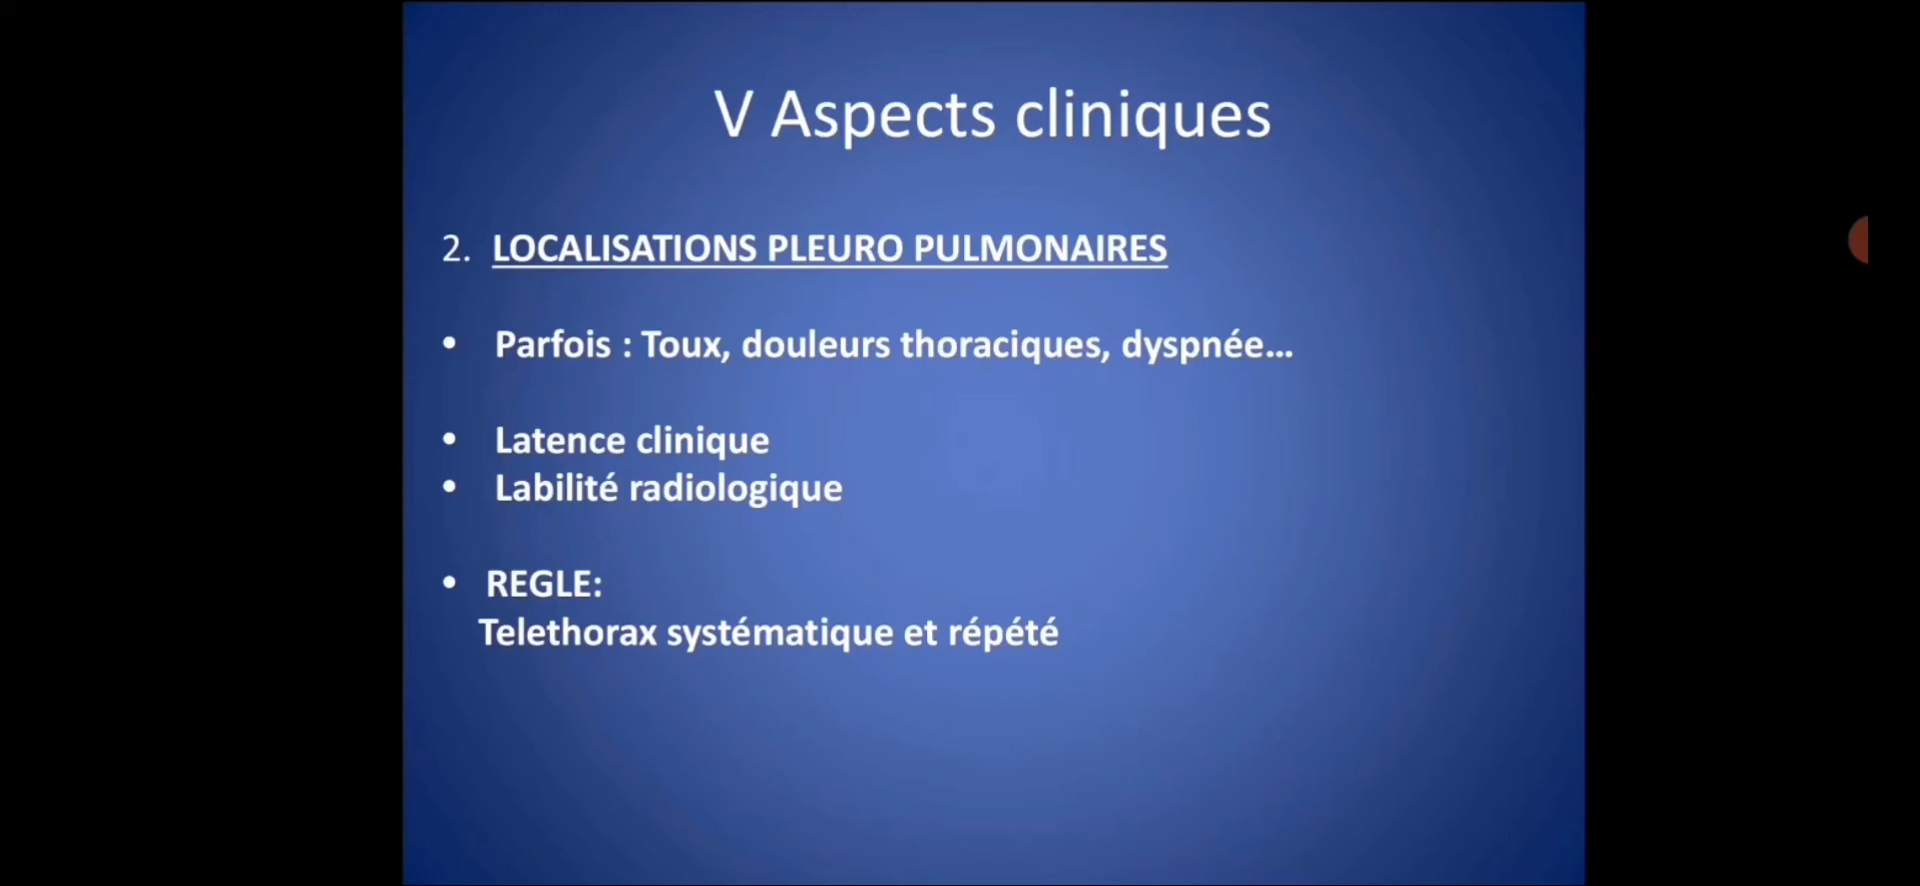 V Aspects cliniques
2. LOCALISATIONS PLEURO PULMONAIRES
• Parfois : Toux, douleurs thoraciques, dyspnée...
• Latence clinique
• Labilité radiologique
• REGLE:
Telethorax systématique et répété